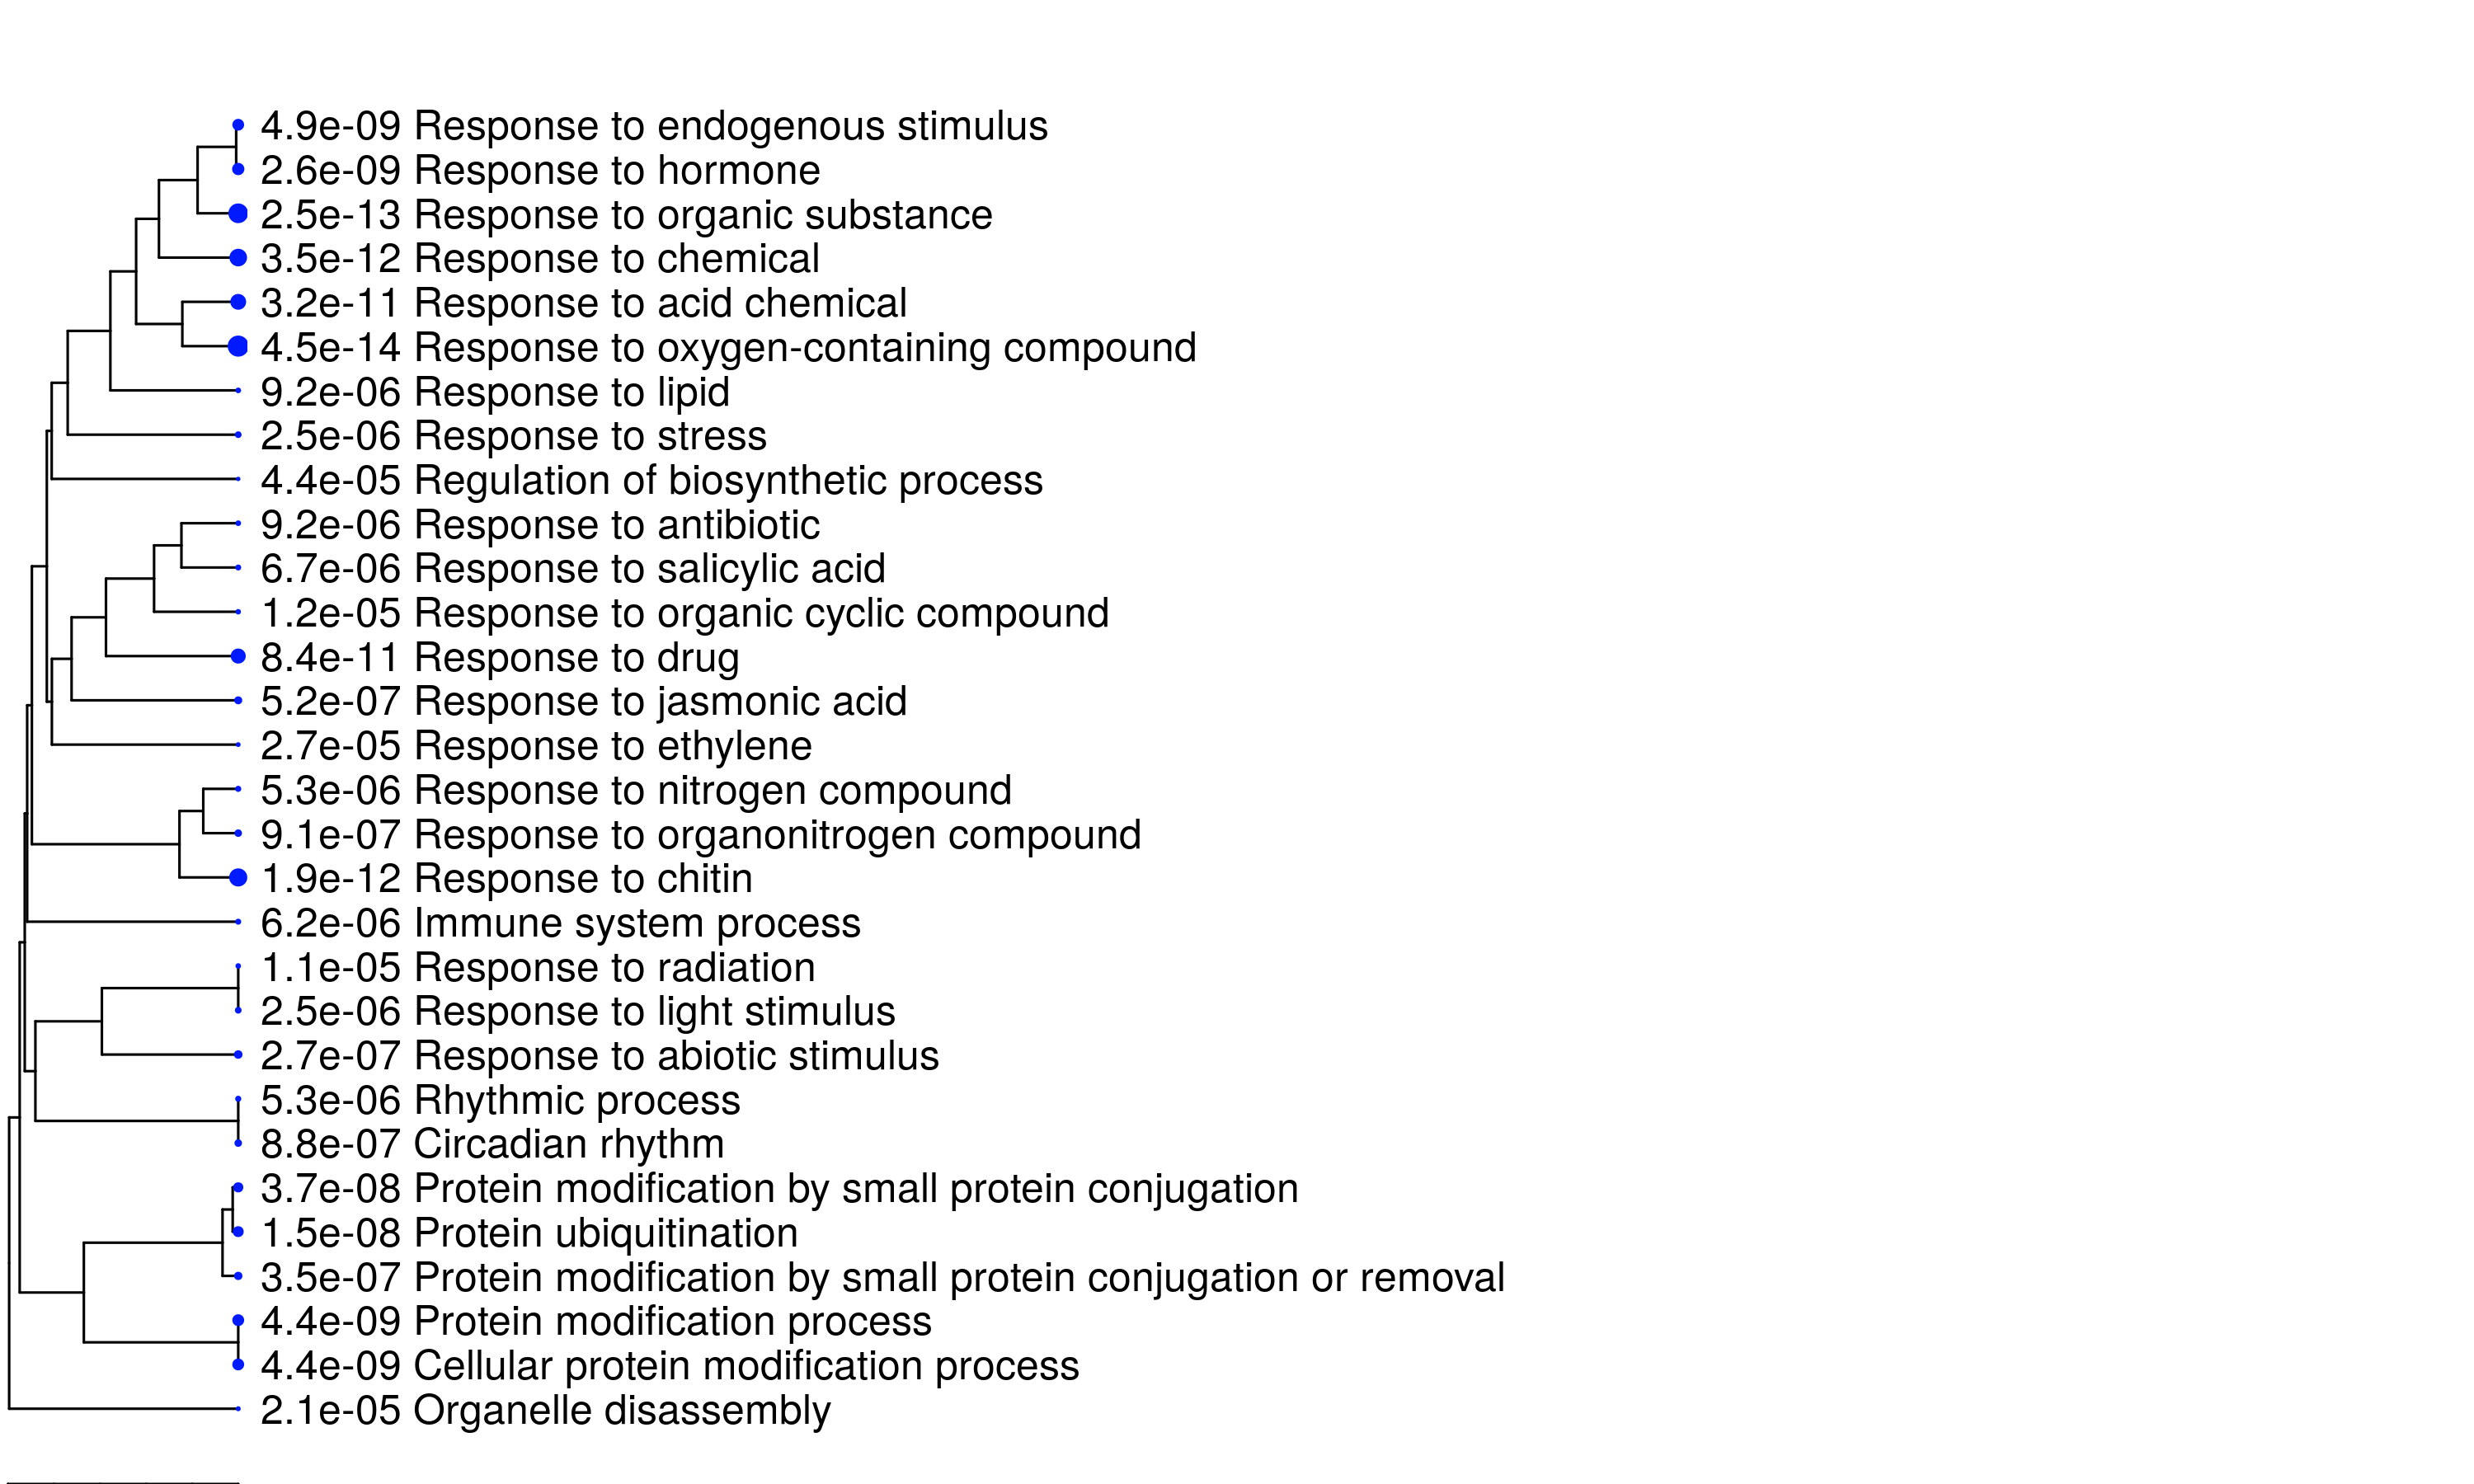 4.9e-09 Response to endogenous stimulus
2.6e-09 Response to hormone
2.5e-13 Response to organic substance
3.5e-12 Response to chemical
3.2e-11 Response to acid chemical
4.5e-14 Response to oxygen-containing compound
9.2e-06 Response to lipid
2.5e-06 Response to stress
4.4e-05 Regulation of biosynthetic process
9.2e-06 Response to antibiotic
6.7e-06 Response to salicylic acid
1.2e-05 Response to organic cyclic compound
8.4e-11 Response to drug
5.2e-07 Response to jasmonic acid
2.7e-05 Response to ethylene
5.3e-06 Response to nitrogen compound
9.1e-07 Response to organonitrogen compound
1.9e-12 Response to chitin
6.2e-06 Immune system process
1.1e-05 Response to radiation
2.5e-06 Response to light stimulus
2.7e-07 Response to abiotic stimulus
5.3e-06 Rhythmic process
8.8e-07 Circadian rhythm
3.7e-08 Protein modification by small protein conjugation
1.5e-08 Protein ubiquitination
3.5e-07 Protein modification by small protein conjugation or removal
4.4e-09 Protein modification process
4.4e-09 Cellular protein modification process
2.1e-05 Organelle disassembly